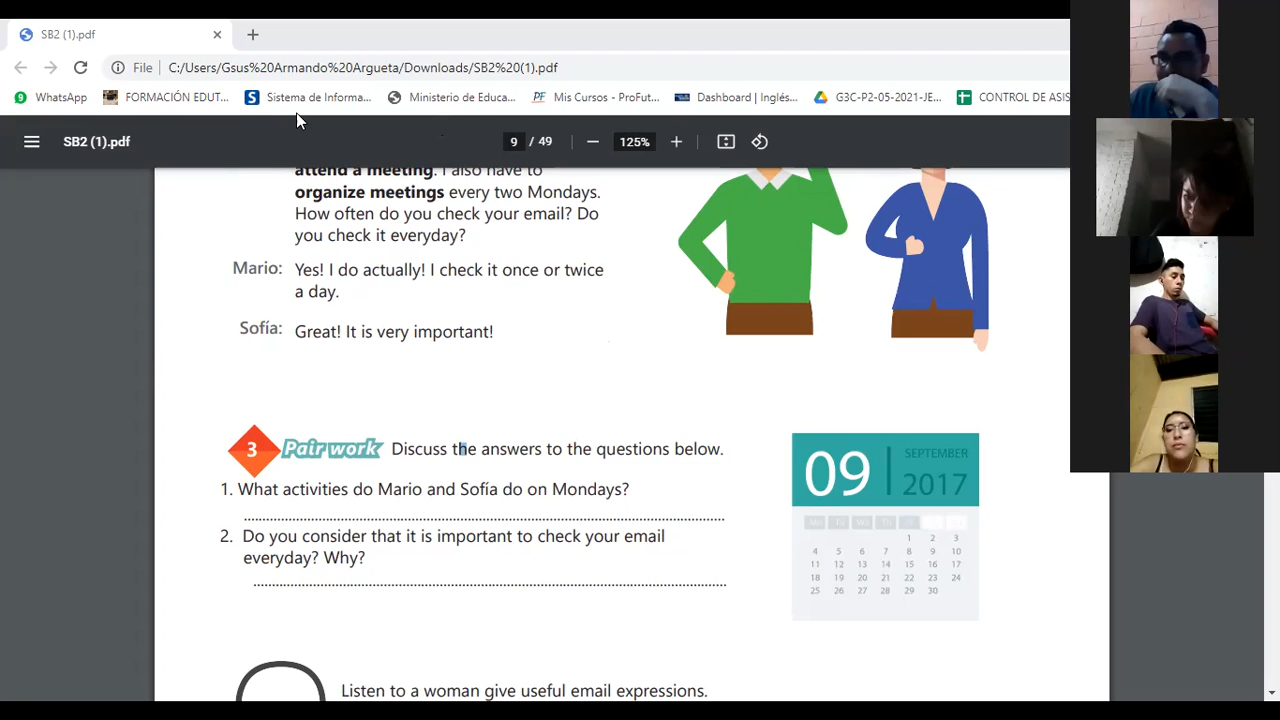 SB2 (1).pdf
File C:/Users/Gsus%20Armando%20Argueta/Downloads/SB2%20(1).pdf
WhatsApp FORMACIÓN EDUT... Sistema de Informa... Ministerio de Educa... Mis Cursos - ProFut... Dashboard | Inglés... G3C-P2-05-2021-JE... CONTROL DE ASIS
SB2 (1).pdf 9 / 49 125%
attend a meeting. I also have to
organize meetings every two Mondays.
How often do you check your email? Do
you check it everyday?
Mario: Yes! I do actually! I check it once or twice
a day.
Sofía: Great! It is very important!
3 Pair work Discuss the answers to the questions below.
1. What activities do Mario and Sofía do on Mondays?
2. Do you consider that it is important to check your email
everyday? Why?
09 SEPTEMBER
2017
1 2 3
4 5 6 7 8 9 10
11 12 13 14 15 16 17
18 19 20 21 22 23 24
25 26 27 28 29 30
Listen to a woman give useful email expressions.